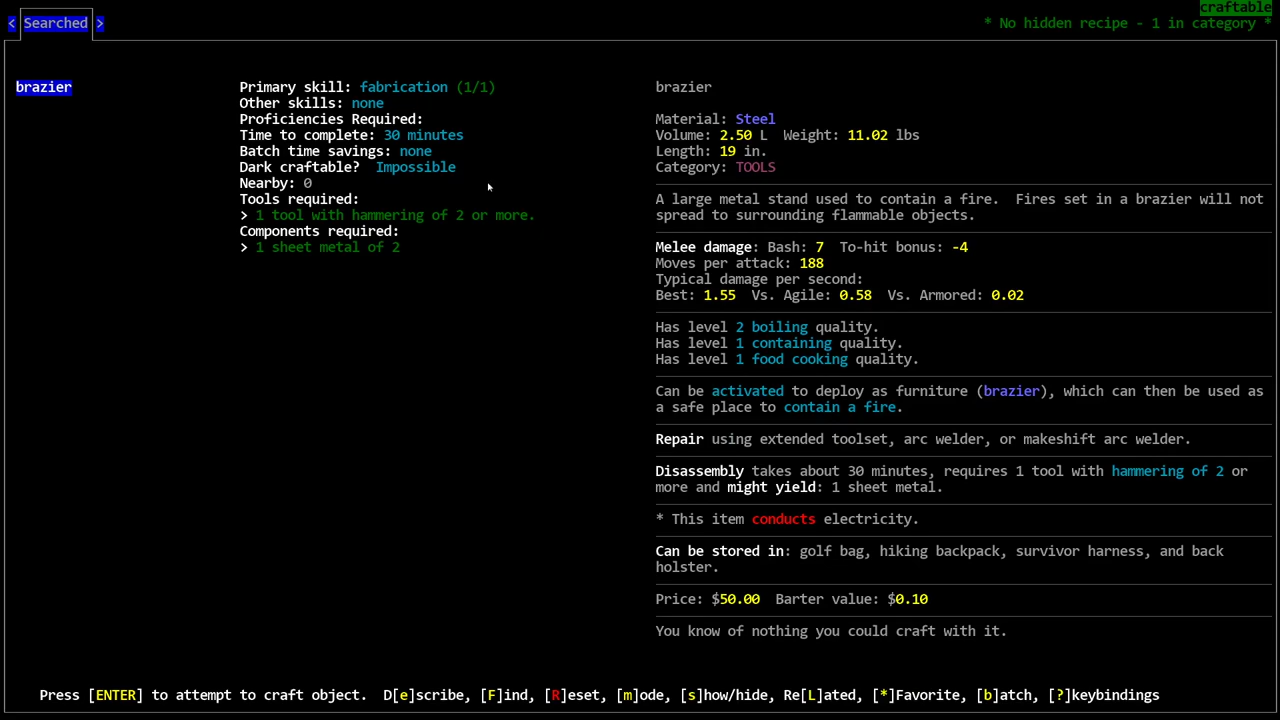 craftable
< Searched >
* No hidden recipe - 1 in category *
brazier
Primary skill: fabrication (1/1)
Other skills: none
Proficiencies Required:
Time to complete: 30 minutes
Batch time savings: none
Dark craftable? Impossible
Nearby: 0
Tools required:
> 1 tool with hammering of 2 or more.
Components required:
> 1 sheet metal of 2
brazier
Material: Steel
Volume: 2.50 L Weight: 11.02 lbs
Length: 19 in.
Category: TOOLS
A large metal stand used to contain a fire. Fires set in a brazier will not
spread to surrounding flammable objects.
Melee damage: Bash: 7 To-hit bonus: -4
Moves per attack: 188
Typical damage per second:
Best: 1.55 Vs. Agile: 0.58 Vs. Armored: 0.02
Has level 2 boiling quality.
Has level 1 containing quality.
Has level 1 food cooking quality.
Can be activated to deploy as furniture (brazier), which can then be used as
a safe place to contain a fire.
Repair using extended toolset, arc welder, or makeshift arc welder.
Disassembly takes about 30 minutes, requires 1 tool with hammering of 2 or
more and might yield: 1 sheet metal.
* This item conducts electricity.
Can be stored in: golf bag, hiking backpack, survivor harness, and back
holster.
Price: $50.00 Barter value: $0.10
You know of nothing you could craft with it.
Press [ENTER] to attempt to craft object. D[e]scribe, [F]ind, [R]eset, [m]ode, [s]how/hide, Re[L]ated, [*]Favorite, [b]atch, [?]keybindings